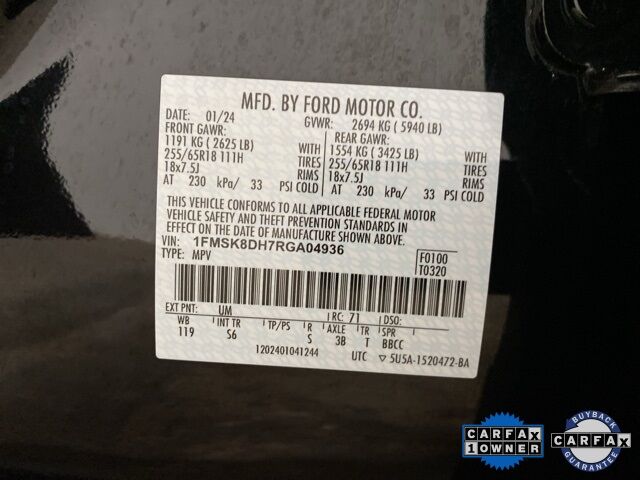 MFD. BY FORD MOTOR CO.
DATE: 01/24 GVWR: 2694 KG ( 5940 LB)
FRONT GAWR: REAR GAWR:
1191 KG ( 2625 LB) WITH 1554 KG ( 3425 LB) WITH
255/65R18 111H TIRES 255/65R18 111H TIRES
18x7.5J RIMS 18x7.5J RIMS
AT 230 kPa/ 33 PSI COLD AT 230 kPa/ 33 PSI COLD
THIS VEHICLE CONFORMS TO ALL APPLICABLE FEDERAL MOTOR
VEHICLE SAFETY AND THEFT PREVENTION STANDARDS IN
EFFECT ON THE DATE OF MANUFACTURE SHOWN ABOVE.
VIN: 1FMSK8DH7RGA04936
TYPE: MPV
F0100
T0320
EXT PNT: UM RC: 71 DSO:
WB INT TR TP/PS R AXLE TR SPR
119 S6 S 3B T BBCC
1202401041244 UTC ▽ 5U5A-1520472-BA
CARFAX
1 OWNER
BUYBACK
CARFAX
GUARANTEE